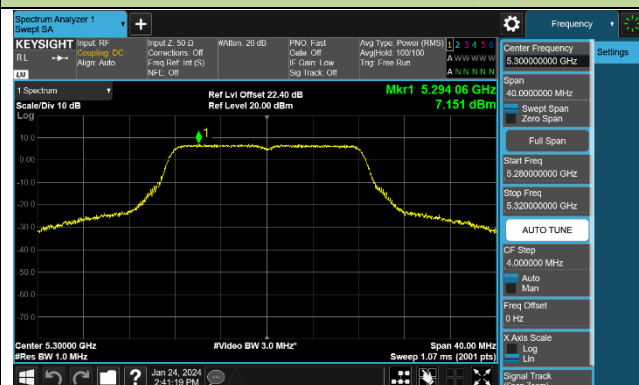 Spectrum Analyzer 1
Swept SA
+
Frequency
KEYSIGHT
RL
LXI
Input: RF
Coupling: DC
Align: Auto
Input Z: 50 Ω
Corrections: Off
Freq Ref: Int (S)
NFE: Off
#Atten: 20 dB
PNO: Fast
Gate: Off
IF Gain: Low
Sig Track: Off
Avg Type: Power (RMS)
Avg|Hold: 100/100
Trig: Free Run
1 2 3 4 5 6
A W W W W W
A N N N N N
1 Spectrum
Scale/Div 10 dB
Log
Ref Lvl Offset 22.40 dB
Ref Level 20.00 dBm
Mkr1 5.294 06 GHz
7.151 dBm
1
10.0
0.00
-10.0
-20.0
-30.0
-40.0
-50.0
-60.0
-70.0
Center 5.30000 GHz
#Res BW 1.0 MHz
#Video BW 3.0 MHz*
Span 40.00 MHz
Sweep 1.07 ms (2001 pts)
Jan 24, 2024
2:41:19 PM
Center Frequency
5.300000000 GHz
Settings
Span
40.0000000 MHz
Swept Span
Zero Span
Full Span
Start Freq
5.280000000 GHz
Stop Freq
5.320000000 GHz
AUTO TUNE
CF Step
4.000000 MHz
Auto
Man
Freq Offset
0 Hz
X Axis Scale
Log
Lin
Signal Track
(Span Zoom)